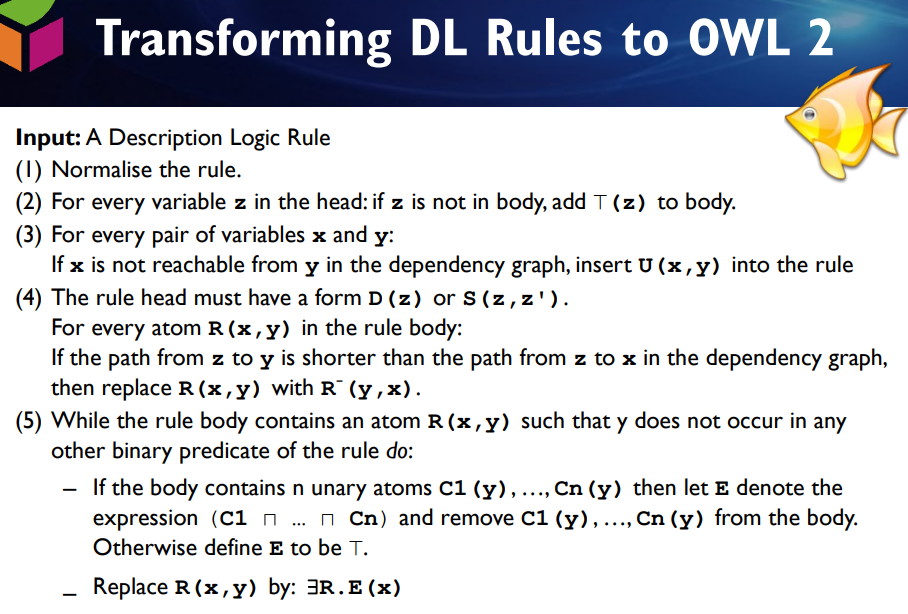 Transforming DL Rules to OWL 2
Input: A Description Logic Rule
(1) Normalise the rule.
(2) For every variable z in the head: if z is not in body, add ⊤(z) to body.
(3) For every pair of variables x and y:
If x is not reachable from y in the dependency graph, insert U(x,y) into the rule
(4) The rule head must have a form D(z) or S(z,z').
For every atom R(x,y) in the rule body:
If the path from z to y is shorter than the path from z to x in the dependency graph,
then replace R(x,y) with R⁻(y,x).
(5) While the rule body contains an atom R(x,y) such that y does not occur in any
other binary predicate of the rule do:
– If the body contains n unary atoms C1(y),…,Cn(y) then let E denote the
expression (C1 ⊓ … ⊓ Cn) and remove C1(y),…,Cn(y) from the body.
Otherwise define E to be ⊤.
– Replace R(x,y) by: ∃R.E(x)